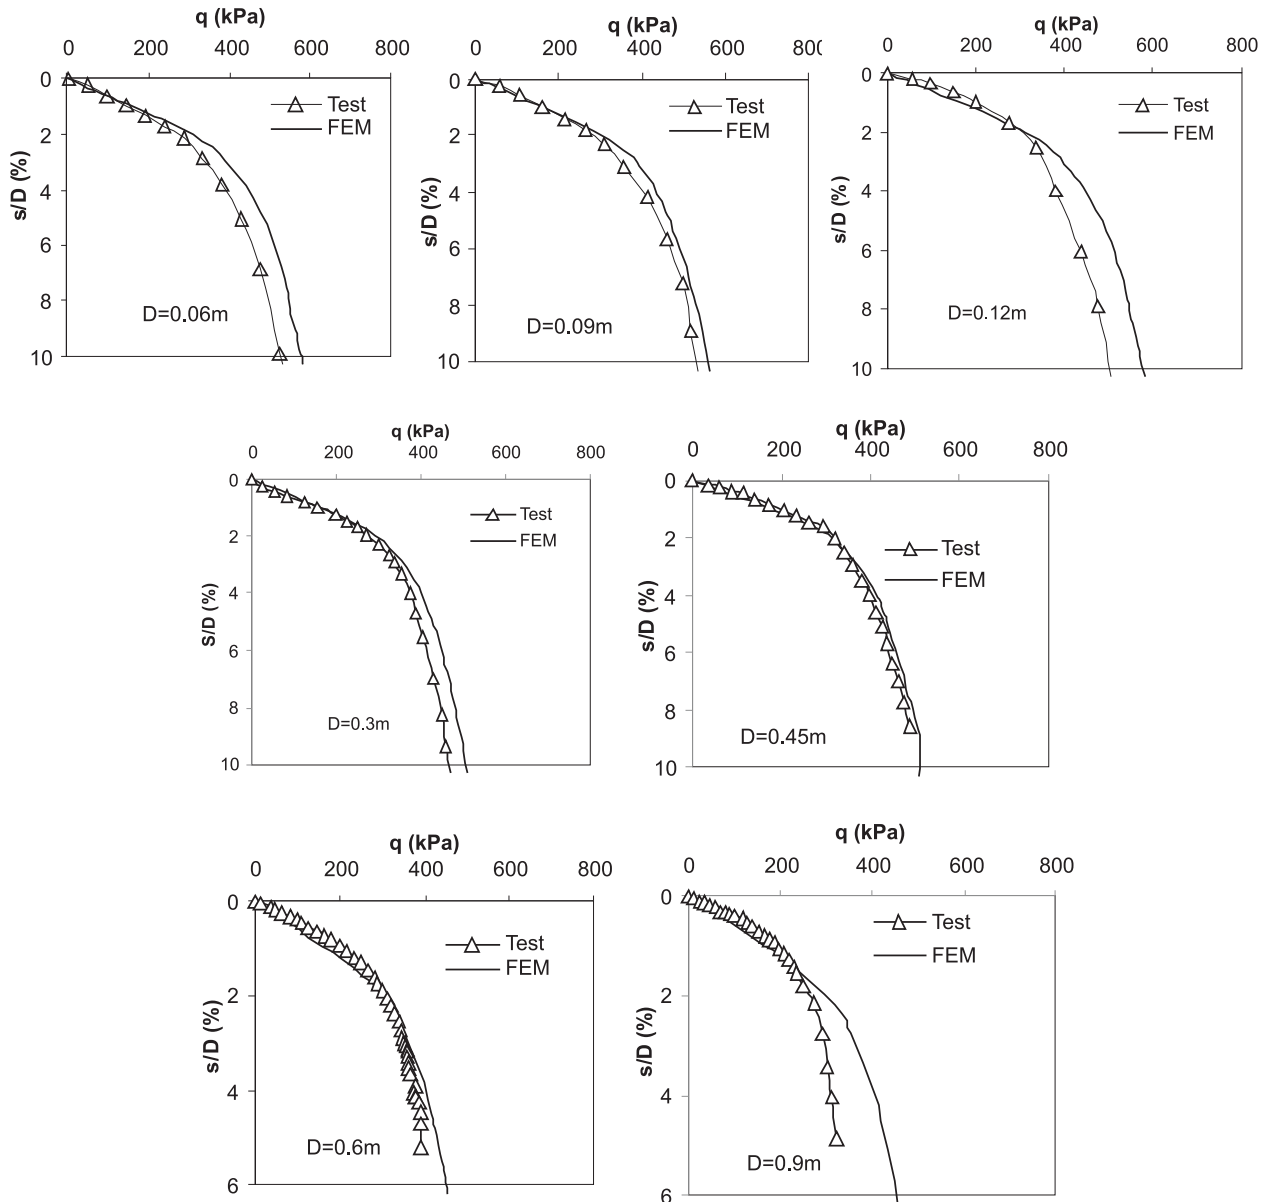 q (kPa)
0 200 400 600 800
0
2
4
6
8
10
s/D (%)
Test
FEM
D=0.06m
q (kPa)
0 200 400 600 80(
0
2
4
6
8
10
s/D (%)
Test
FEM
D=0.09m
q (kPa)
0 200 400 600 800
0
2
4
6
8
10
s/D (%)
Test
FEM
D=0.12m
q (kPa)
0 200 400 600 800
0
2
4
6
8
10
S/D (%)
Test
FEM
D=0.3m
q (kPa)
0 200 400 600 800
0
2
4
6
8
10
s/D (%)
Test
FEM
D=0.45m
q (kPa)
0 200 400 600 800
0
2
4
6
s/D (%)
Test
FEM
D=0.6m
q (kPa)
0 200 400 600 800
0
2
4
6
s/D (%)
Test
FEM
D=0.9m